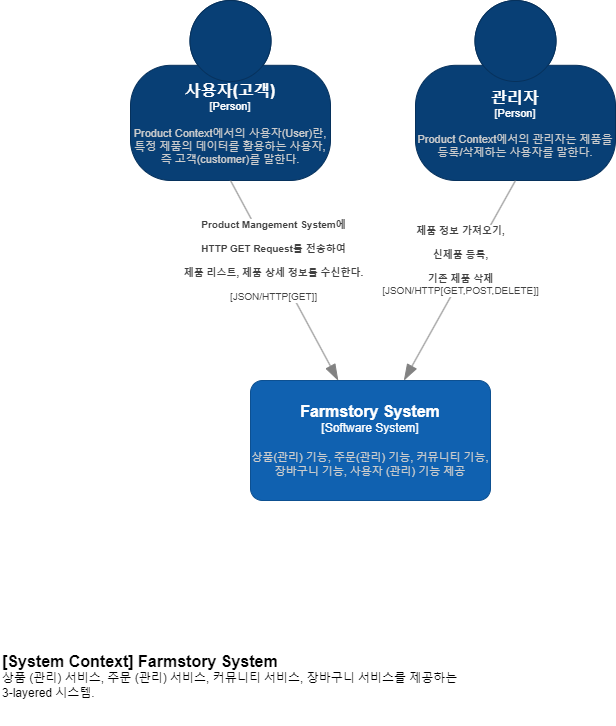 사용자(고객)
[Person]
Product Context에서의 사용자(User)란,
특정 제품의 데이터를 활용하는 사용자,
즉 고객(customer)를 말한다.
관리자
[Person]
Product Context에서의 관리자는 제품을
등록/삭제하는 사용자를 말한다.
Product Mangement System에
HTTP GET Request를 전송하여
제품 리스트, 제품 상세 정보를 수신한다.
[JSON/HTTP[GET]]
제품 정보 가져오기,
신제품 등록,
기존 제품 삭제
[JSON/HTTP[GET,POST,DELETE]]
Farmstory System
[Software System]
상품(관리) 기능, 주문(관리) 기능, 커뮤니티 기능,
장바구니 기능, 사용자 (관리) 기능 제공
[System Context] Farmstory System
상품 (관리) 서비스, 주문 (관리) 서비스, 커뮤니티 서비스, 장바구니 서비스를 제공하는
3-layered 시스템.